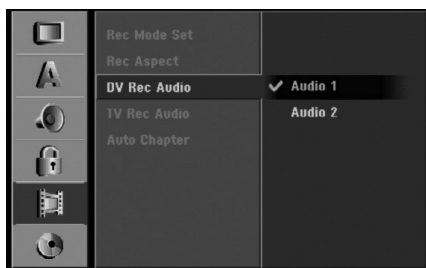 Rec Mode Set
Rec Aspect
DV Rec Audio
✔ Audio 1
Audio 2
TV Rec Audio
Auto Chapter
A